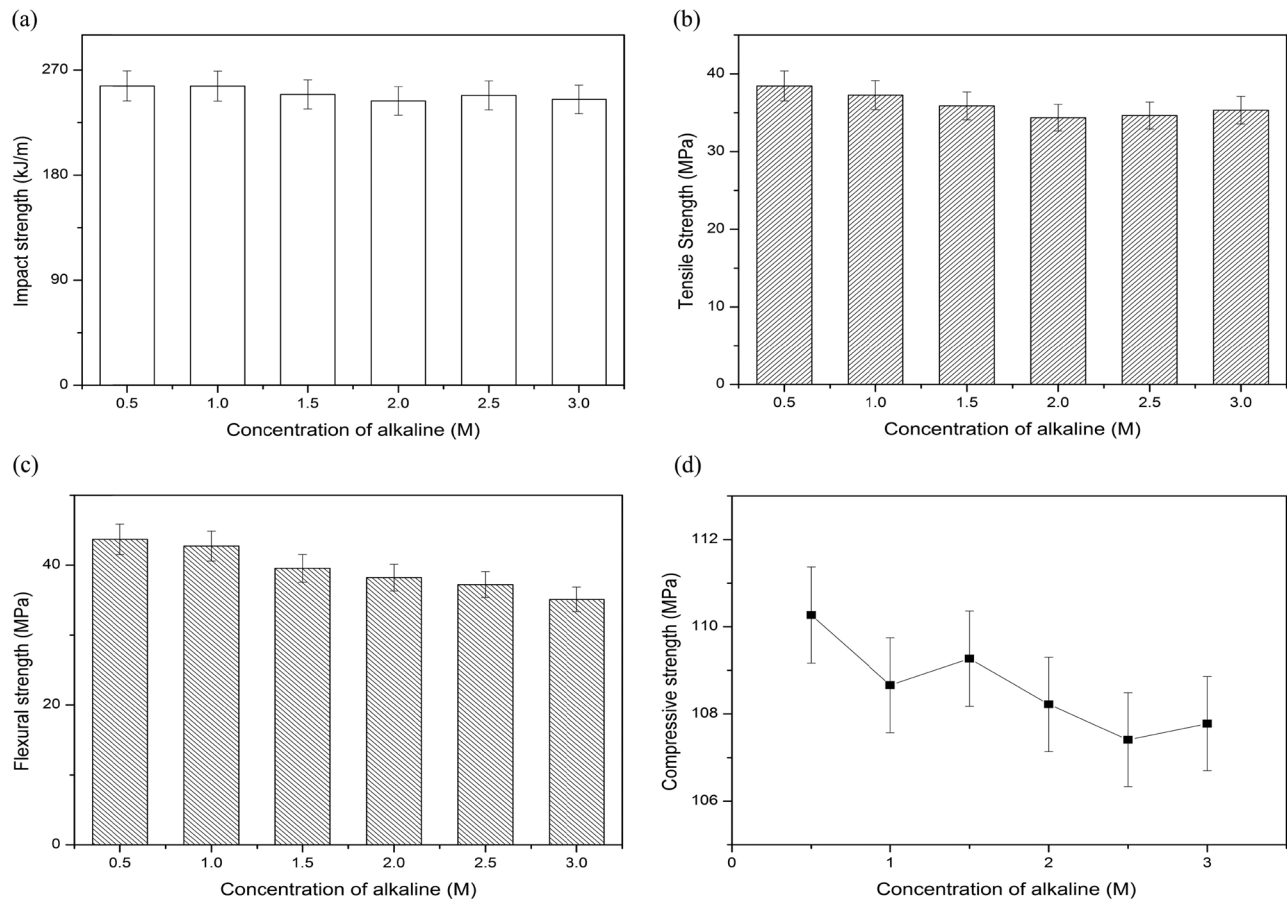 (a)
270
180
90
0
Impact strength (kJ/m)
0.5 1.0 1.5 2.0 2.5 3.0
Concentration of alkaline (M)
(b)
40
30
20
10
0
Tensile Strength (MPa)
0.5 1.0 1.5 2.0 2.5 3.0
Concentration of alkaline (M)
(c)
40
20
0
Flexural strength (MPa)
0.5 1.0 1.5 2.0 2.5 3.0
Concentration of alkaline (M)
(d)
112
110
108
106
Compressive strength (MPa)
0 1 2 3
Concentration of alkaline (M)